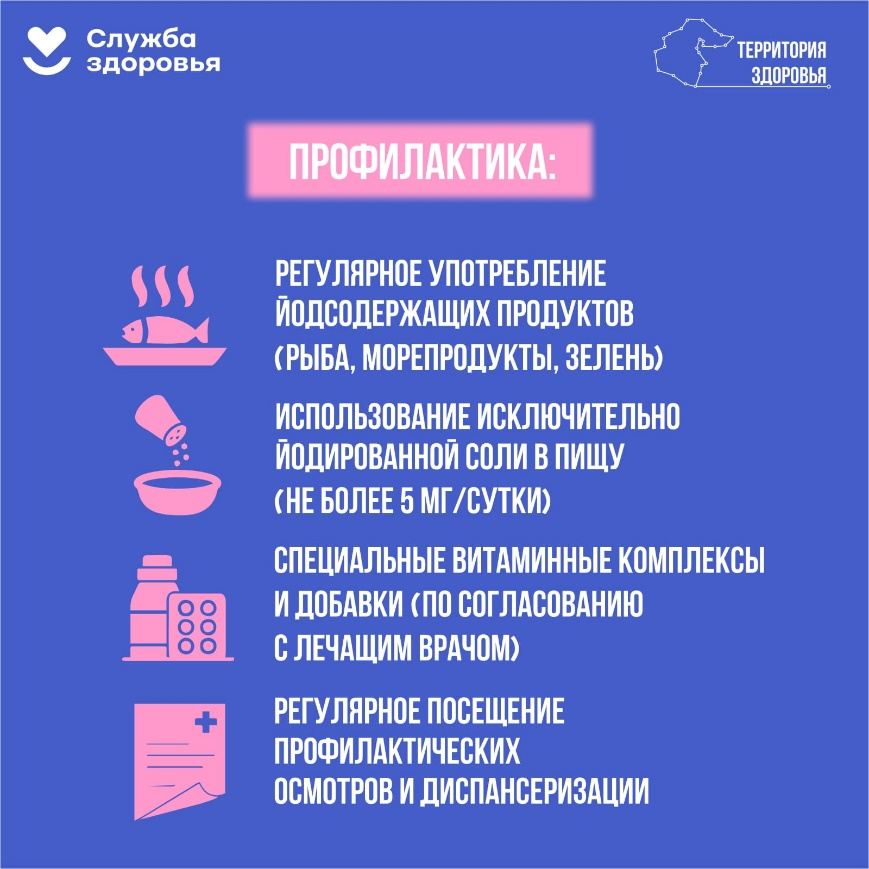 Служба
здоровья
ТЕРРИТОРИЯ
ЗДОРОВЬЯ
ПРОФИЛАКТИКА:
РЕГУЛЯРНОЕ УПОТРЕБЛЕНИЕ
ЙОДСОДЕРЖАЩИХ ПРОДУКТОВ
(РЫБА, МОРЕПРОДУКТЫ, ЗЕЛЕНЬ)
ИСПОЛЬЗОВАНИЕ ИСКЛЮЧИТЕЛЬНО
ЙОДИРОВАННОЙ СОЛИ В ПИЩУ
(НЕ БОЛЕЕ 5 МГ/СУТКИ)
СПЕЦИАЛЬНЫЕ ВИТАМИННЫЕ КОМПЛЕКСЫ
И ДОБАВКИ (ПО СОГЛАСОВАНИЮ
С ЛЕЧАЩИМ ВРАЧОМ)
РЕГУЛЯРНОЕ ПОСЕЩЕНИЕ
ПРОФИЛАКТИЧЕСКИХ
ОСМОТРОВ И ДИСПАНСЕРИЗАЦИИ